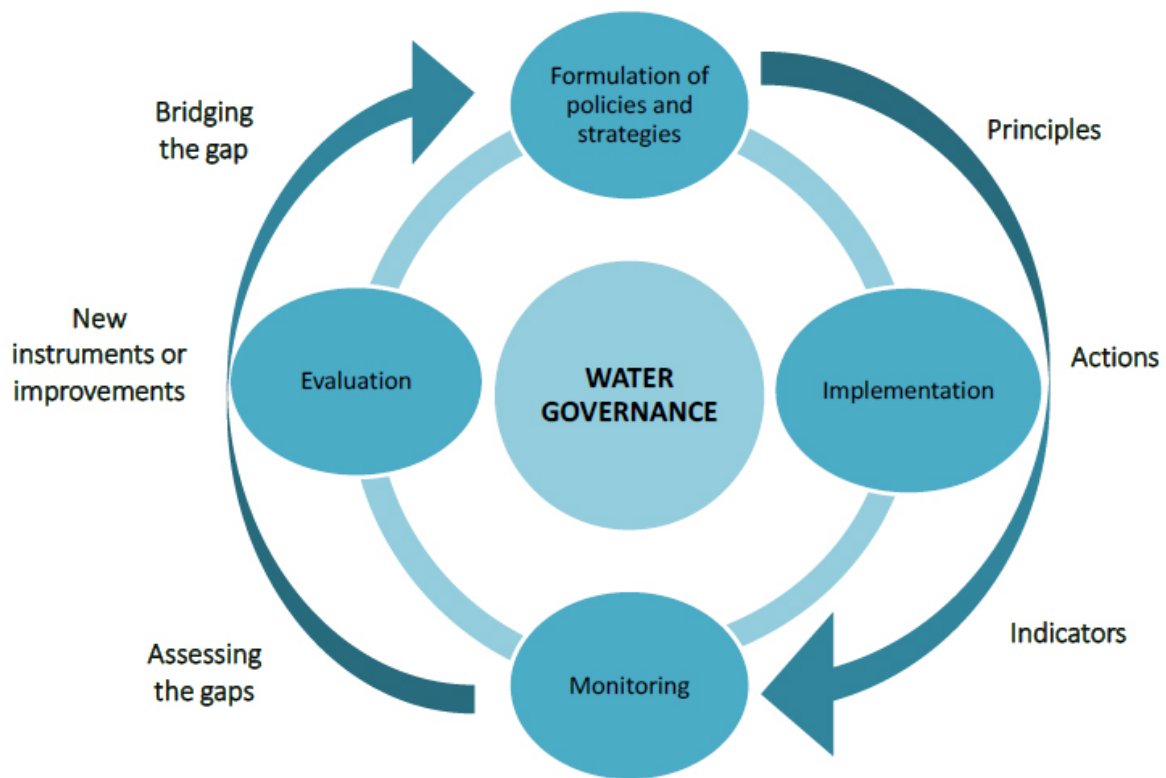 Formulation of
policies and
strategies
Bridging
the gap
Principles
New
instruments or
improvements
Evaluation
WATER
GOVERNANCE
Implementation
Actions
Assessing
the gaps
Monitoring
Indicators